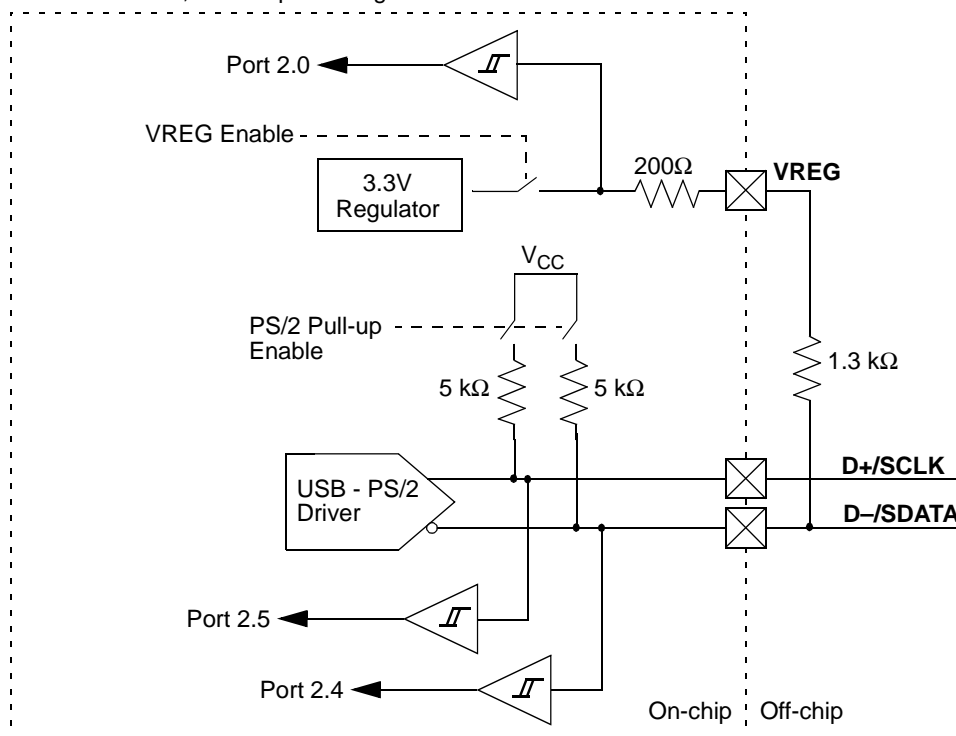 Port 2.0
VREG Enable
3.3V
Regulator
200Ω
VREG
VCC
PS/2 Pull-up
Enable
5 kΩ
5 kΩ
1.3 kΩ
D+/SCLK
USB - PS/2
Driver
D–/SDATA
Port 2.5
Port 2.4
On-chip
Off-chip